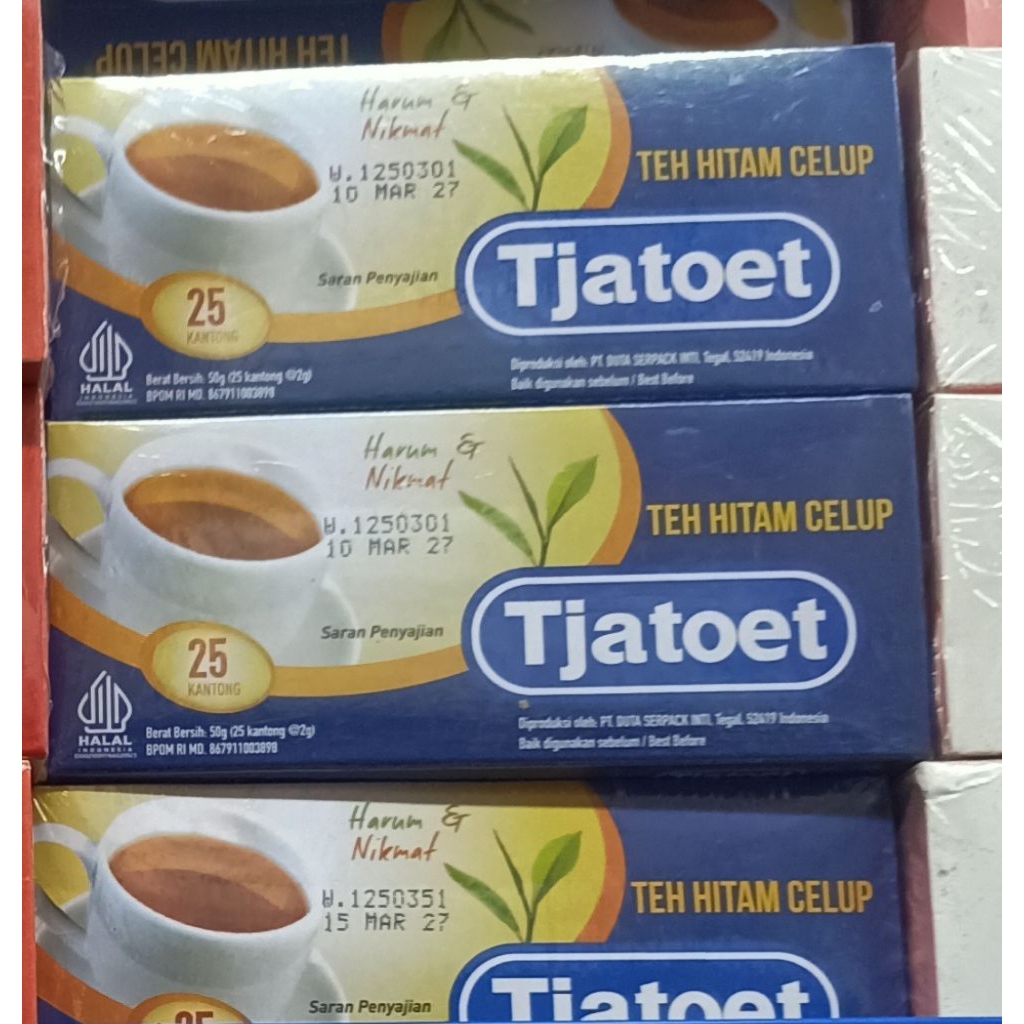 TEH HITAM CELUP
Harum &
Nikmat
W.1250301
10 MAR 27
TEH HITAM CELUP
Tjatoet
Saran Penyajian
25
KANTONG
HALAL
INDONESIA
Berat Bersih: 50g (25 kantong @2g)
BPOM RI MD. 867911003898
Diproduksi oleh: PT. DUTA SERPACK INTI, Tegal, 52419 Indonesia
Baik digunakan sebelum / Best Before
Harum &
Nikmat
W.1250301
10 MAR 27
TEH HITAM CELUP
Tjatoet
Saran Penyajian
25
KANTONG
HALAL
INDONESIA
Berat Bersih: 50g (25 kantong @2g)
BPOM RI MD. 867911003898
Diproduksi oleh: PT. DUTA SERPACK INTI, Tegal, 52419 Indonesia
Baik digunakan sebelum / Best Before
Harum &
Nikmat
W.1250351
15 MAR 27
TEH HITAM CELUP
Tjatoet
Saran Penyajian
25